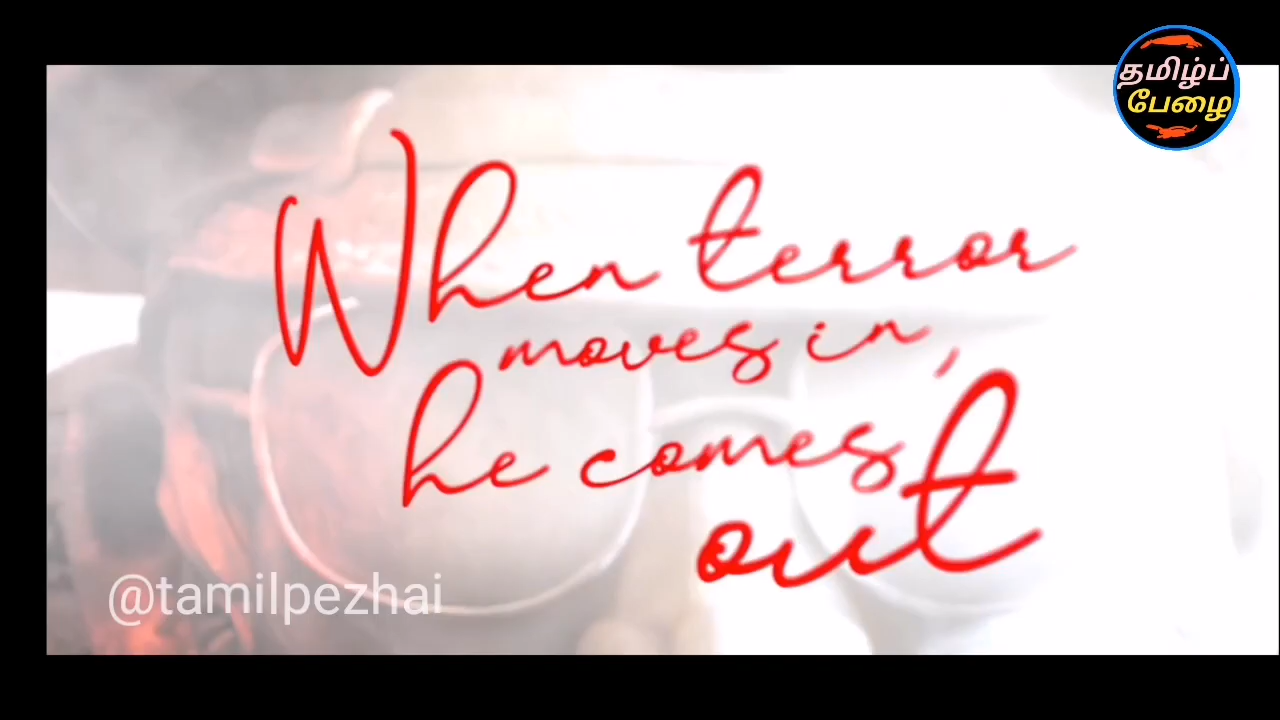 தமிழ்ப்
பேழை
When terror
moves in,
he comes
out
@tamilpezhai